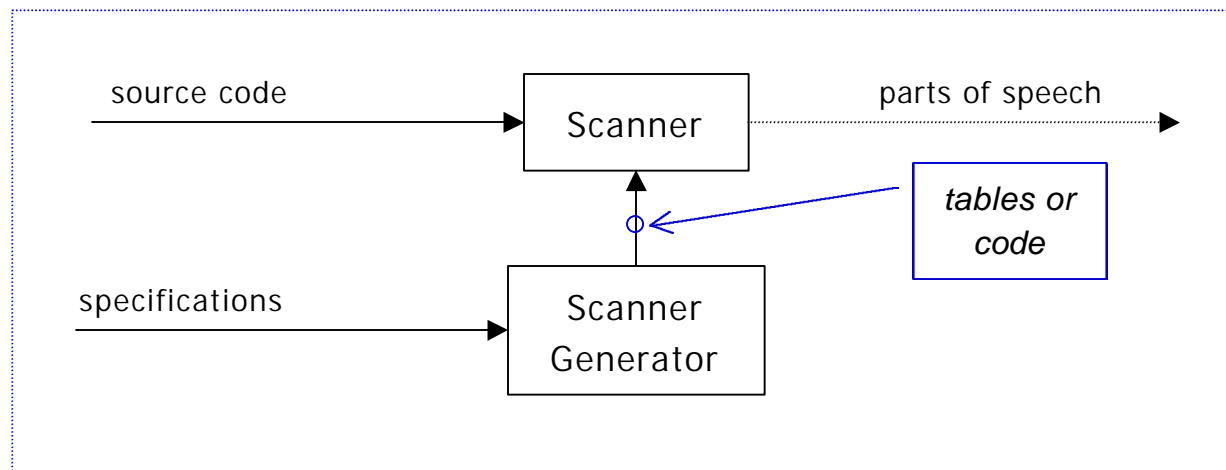 source code
Scanner
parts of speech
tables or
code
specifications
Scanner
Generator